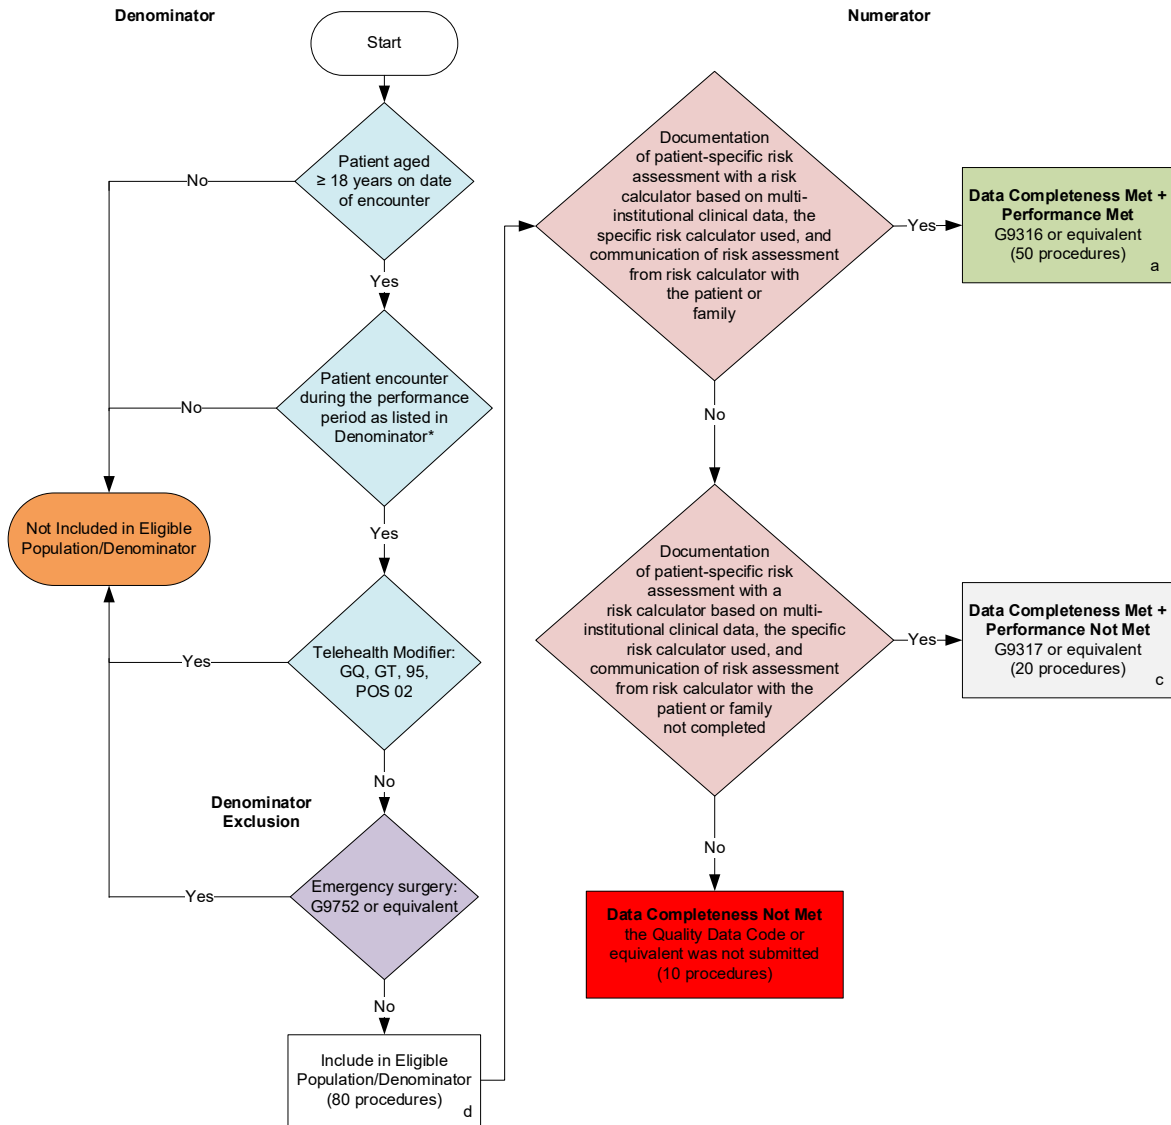 Denominator
Start
Patient aged
≥ 18 years on date
of encounter
No
Yes
Patient encounter
during the performance
period as listed in
Denominator*
No
Yes
Not Included in Eligible
Population/Denominator
Telehealth Modifier:
GQ, GT, 95,
POS 02
Yes
No
Denominator
Exclusion
Emergency surgery:
G9752 or equivalent
Yes
No
Include in Eligible
Population/Denominator
(80 procedures)
d
Numerator
Documentation
of patient-specific risk
assessment with a risk
calculator based on multi-
institutional clinical data, the
specific risk calculator used, and
communication of risk assessment
from risk calculator with
the patient or
family
Yes
Data Completeness Met +
Performance Met
G9316 or equivalent
(50 procedures)
a
No
Documentation
of patient-specific risk
assessment with a
risk calculator based on multi-
institutional clinical data, the specific
risk calculator used, and
communication of risk assessment
from risk calculator with the
patient or family
not completed
Yes
Data Completeness Met +
Performance Not Met
G9317 or equivalent
(20 procedures)
c
No
Data Completeness Not Met
the Quality Data Code or
equivalent was not submitted
(10 procedures)